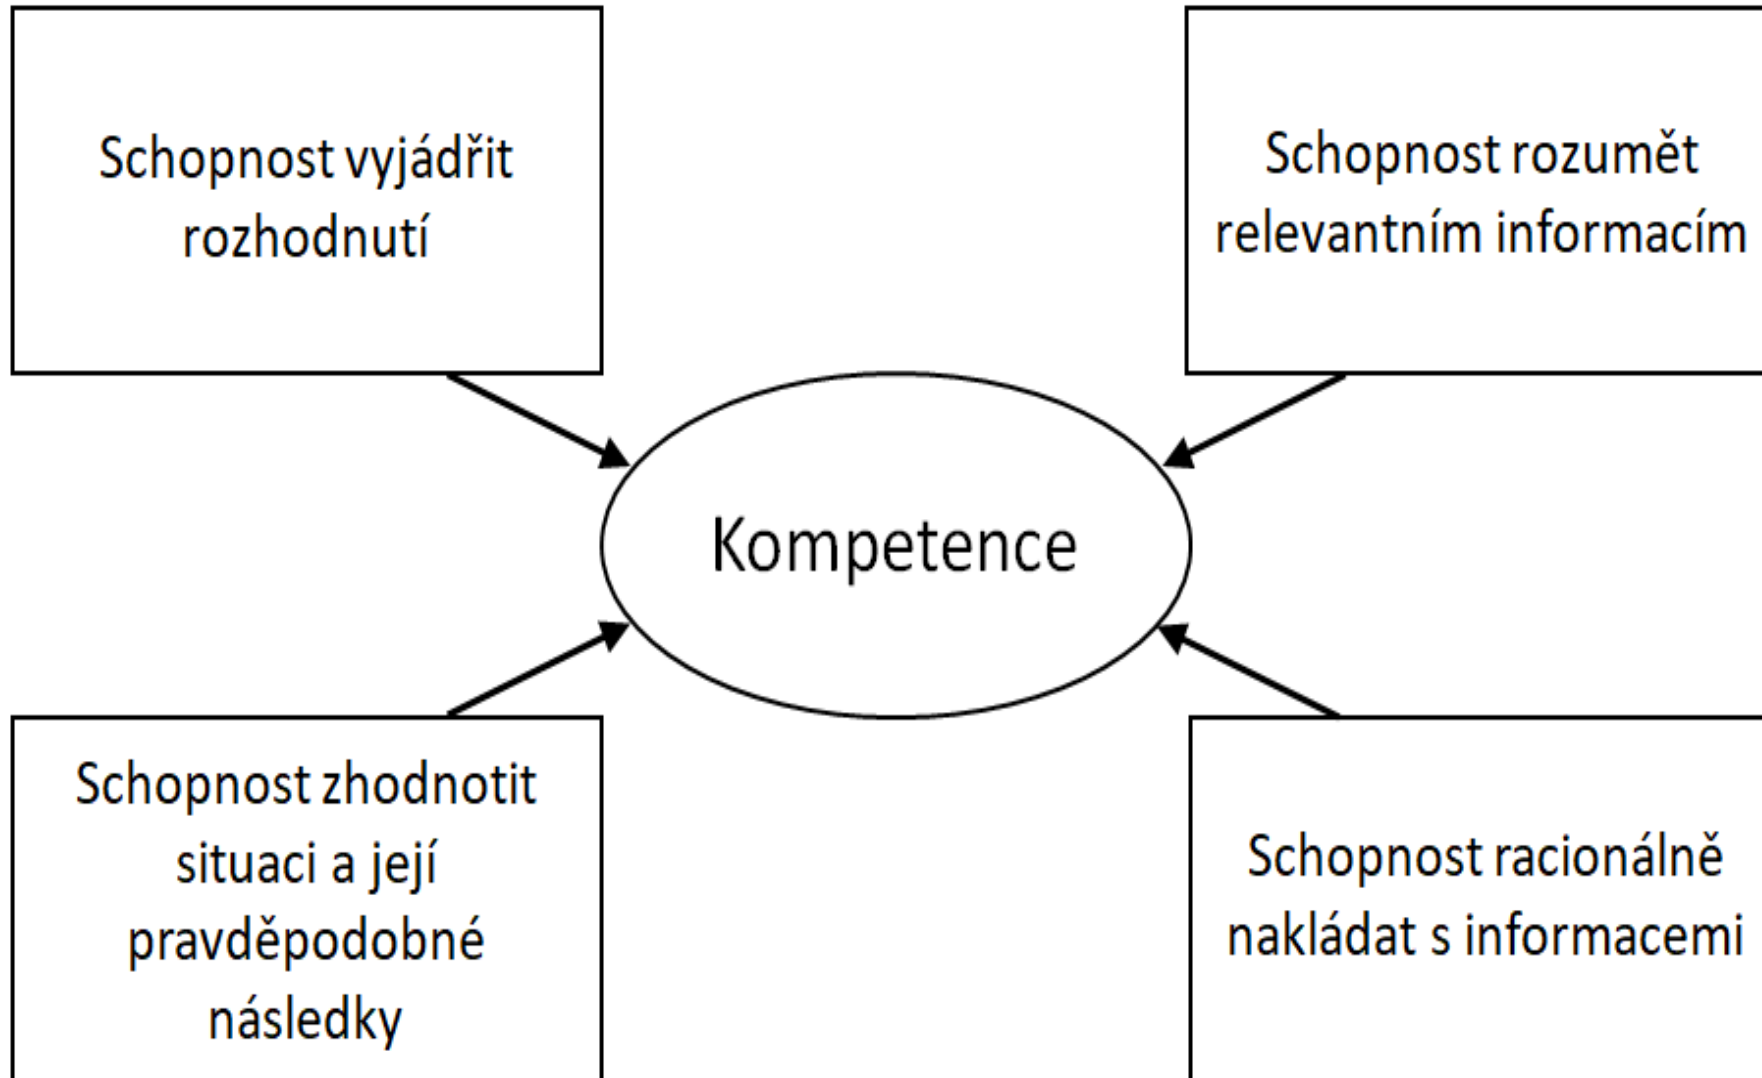 Schopnost vyjádřit
rozhodnutí
Schopnost rozumět
relevantním informacím
Kompetence
Schopnost zhodnotit
situaci a její
pravděpodobné
následky
Schopnost racionálně
nakládat s informacemi